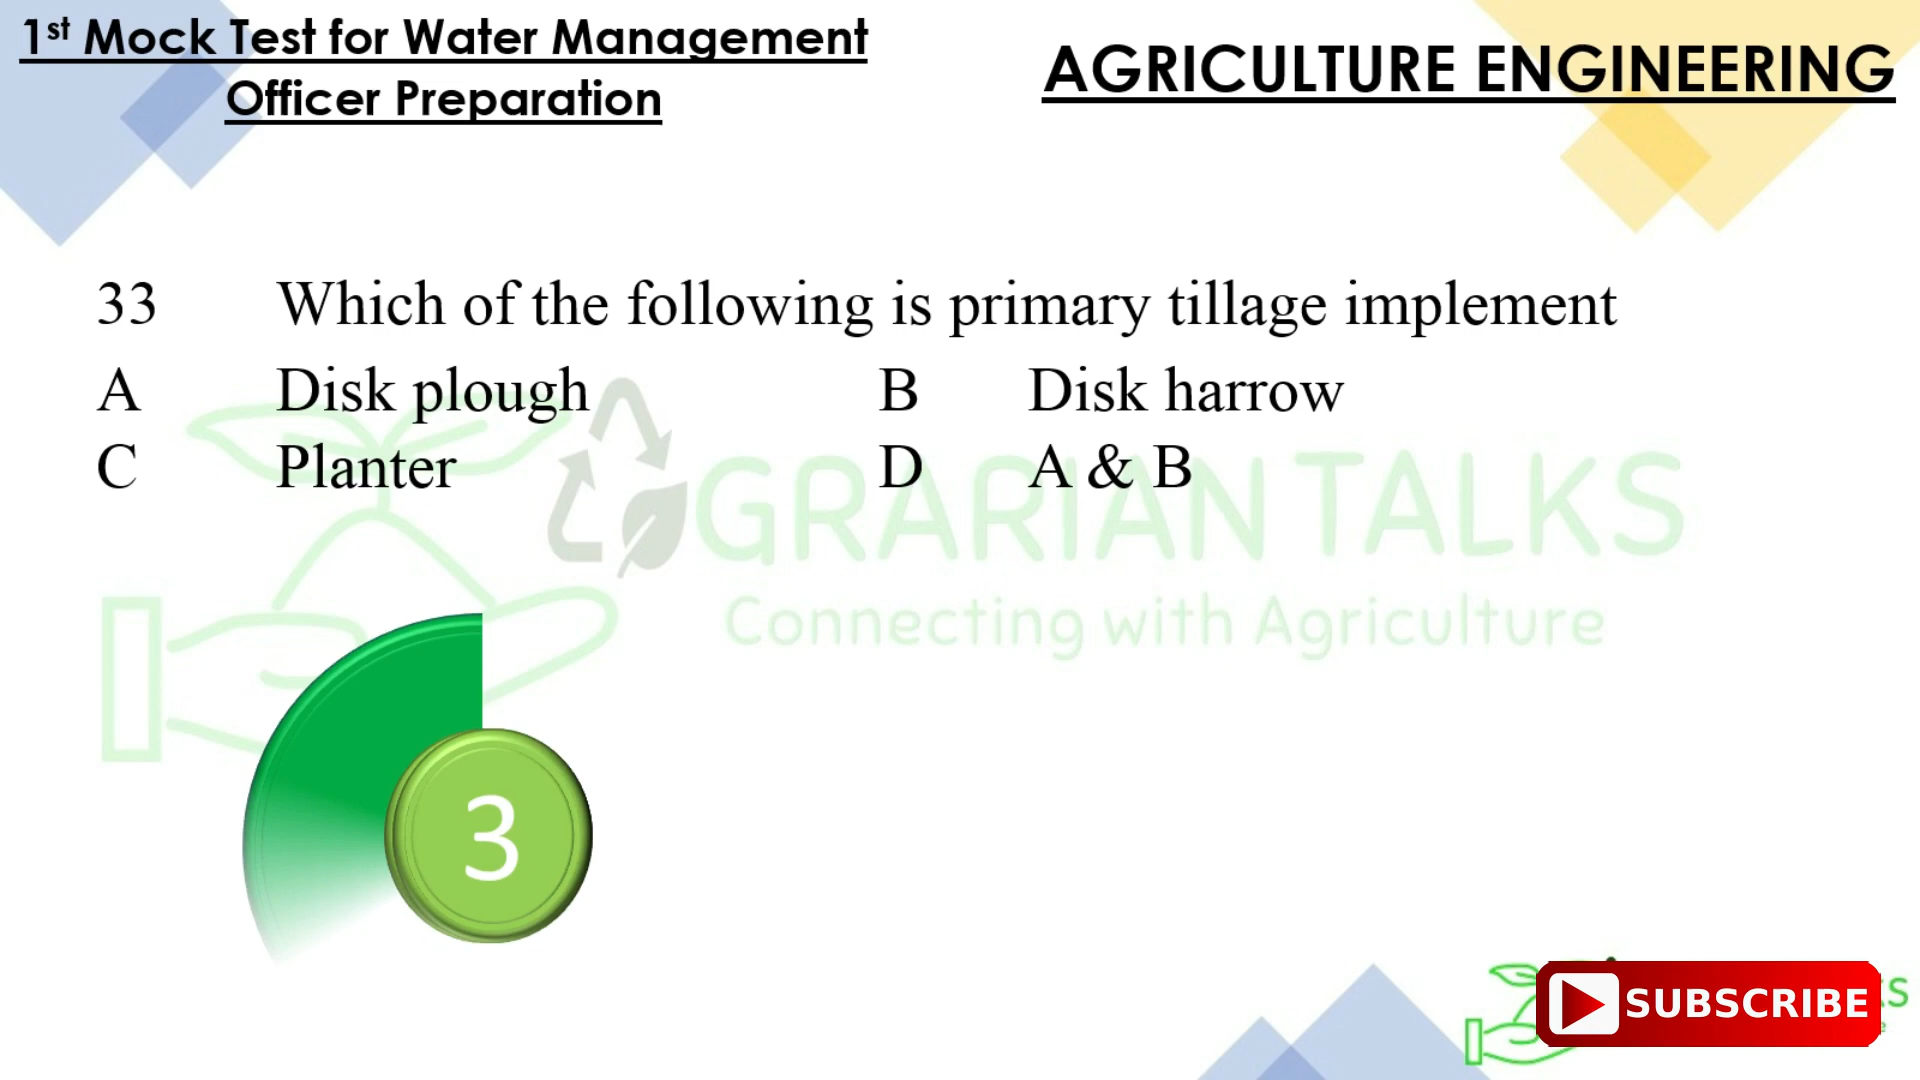 1st Mock Test for Water Management
Officer Preparation
AGRICULTURE ENGINEERING
33 Which of the following is primary tillage implement
A Disk plough B Disk harrow
C Planter D A & B
GRARIAN TALKS
Connecting with Agriculture
3
SUBSCRIBE